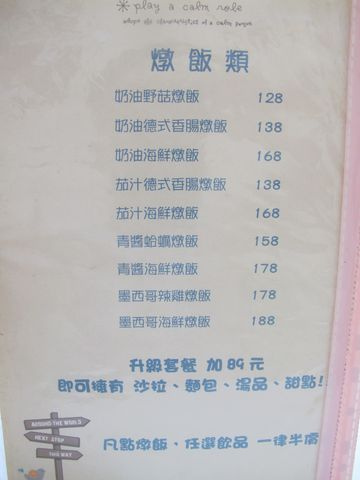 * play a calm role
燉飯類
奶油野菇燉飯 128
奶油德式香腸燉飯 138
奶油海鮮燉飯 168
茄汁德式香腸燉飯 138
茄汁海鮮燉飯 168
青醬蛤蠣燉飯 158
青醬海鮮燉飯 178
墨西哥辣雞燉飯 178
墨西哥海鮮燉飯 188
升級套餐 加89元
即可擁有 沙拉、麵包、湯品、甜點!
AROUND THE WORLD
NEXT STOP
THIS WAY
凡點燉飯、任選飲品 一律半價